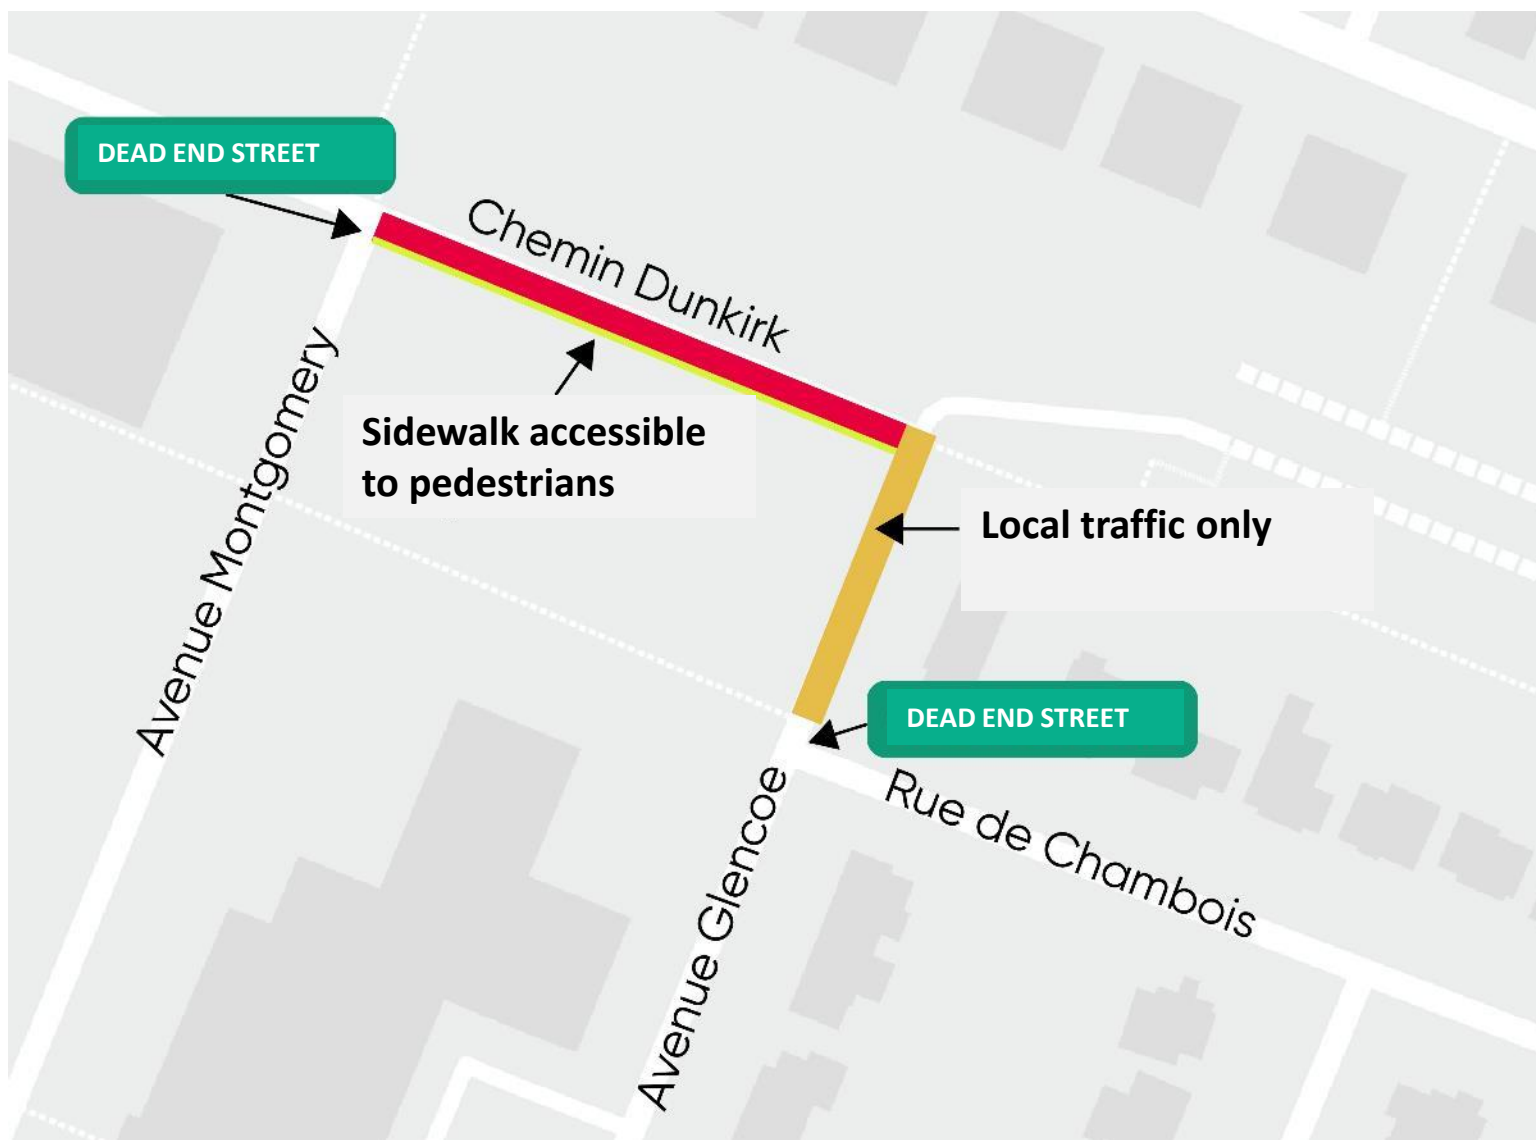 DEAD END STREET
Chemin Dunkirk
Avenue Montgomery
Sidewalk accessible
to pedestrians
Local traffic only
DEAD END STREET
Rue de Chambois
Avenue Glencoe